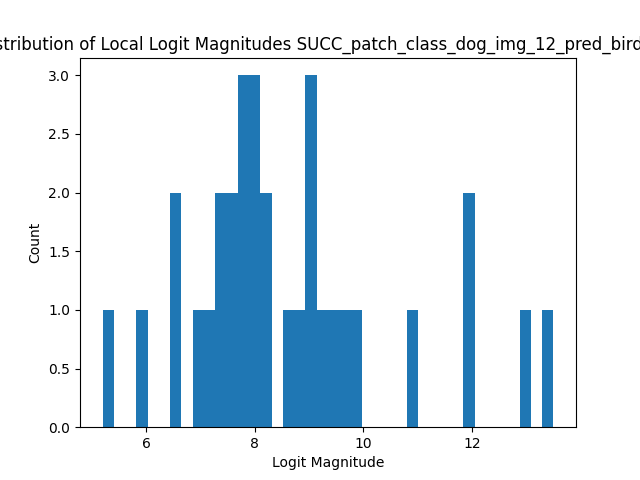 stribution of Local Logit Magnitudes SUCC_patch_class_dog_img_12_pred_bird
3.0
2.5
2.0
1.5
1.0
0.5
0.0
Count
6 8 10 12
Logit Magnitude